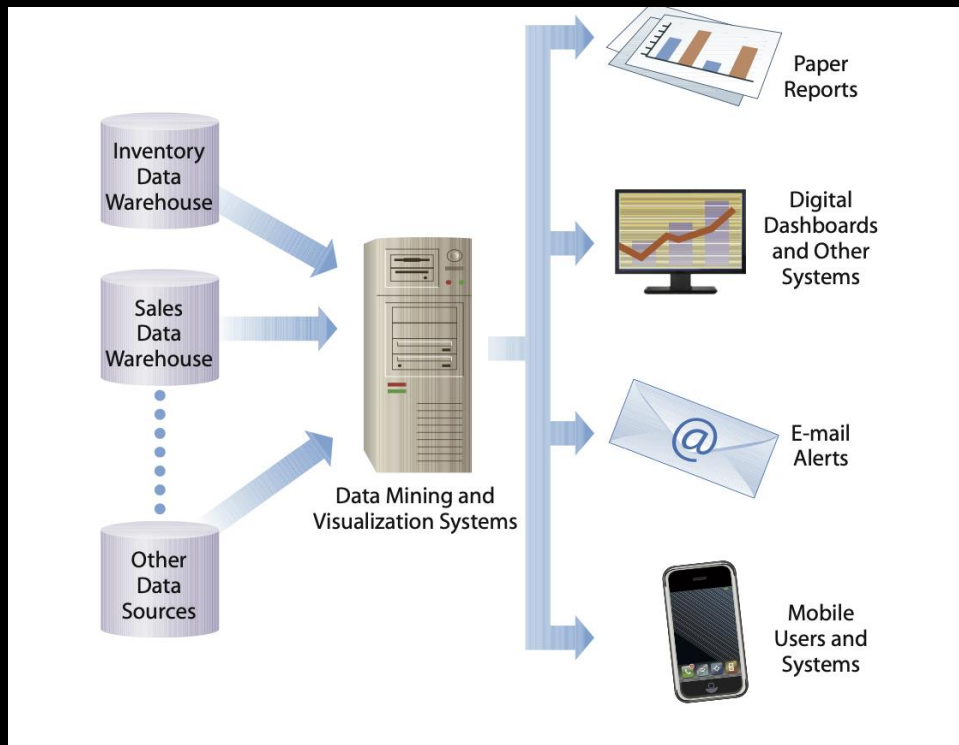 Inventory
Data
Warehouse
Sales
Data
Warehouse
Other
Data
Sources
Data Mining and
Visualization Systems
Paper
Reports
Digital
Dashboards
and Other
Systems
@
E-mail
Alerts
Mobile
Users and
Systems